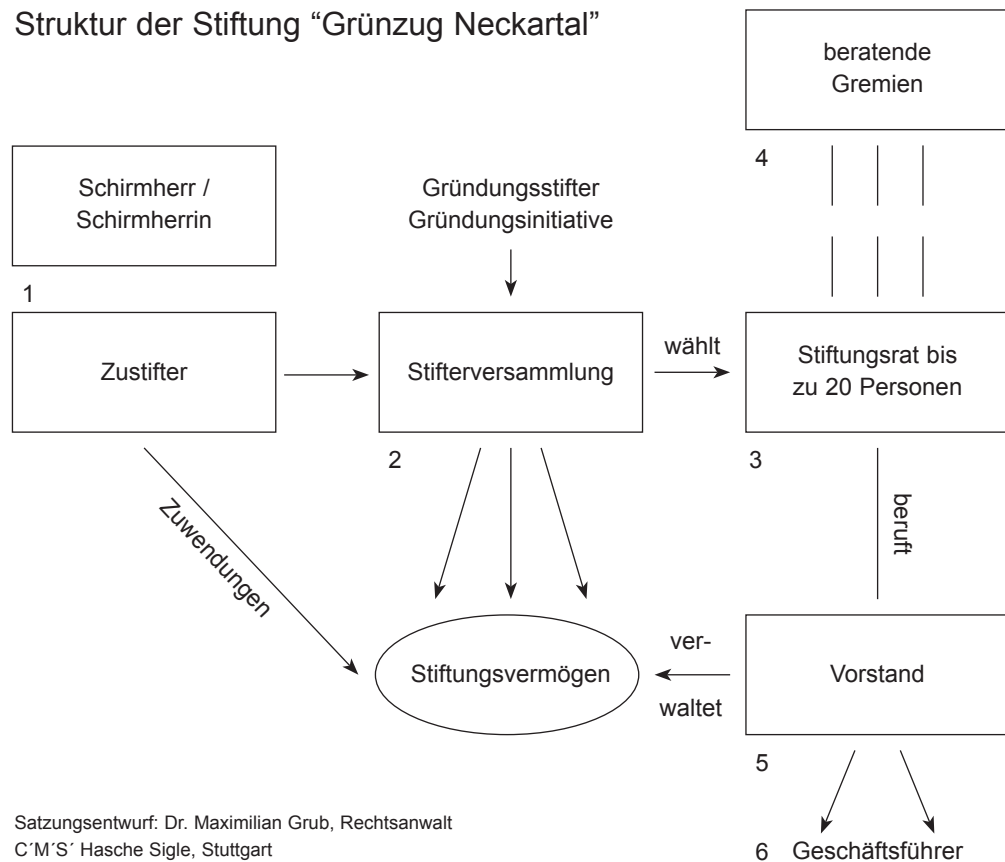 Struktur der Stiftung “Grünzug Neckartal”
beratende
Gremien
4
Schirmherr /
Schirmherrin
1
Gründungsstifter
Gründungsinitiative
Zustifter
Stifterversammlung
2
wählt
Stiftungsrat bis
zu 20 Personen
3
Zuwendungen
beruft
Stiftungsvermögen
ver-
waltet
Vorstand
5
6 Geschäftsführer
Satzungsentwurf: Dr. Maximilian Grub, Rechtsanwalt
C´M´S´ Hasche Sigle, Stuttgart